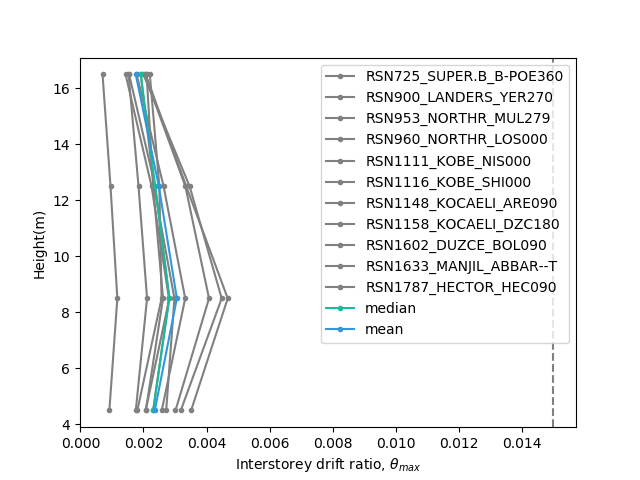 RSN725_SUPER.B_B-POE360
RSN900_LANDERS_YER270
RSN953_NORTHR_MUL279
RSN960_NORTHR_LOS000
RSN1111_KOBE_NIS000
RSN1116_KOBE_SHI000
RSN1148_KOCAELI_ARE090
RSN1158_KOCAELI_DZC180
RSN1602_DUZCE_BOL090
RSN1633_MANJIL_ABBAR--T
RSN1787_HECTOR_HEC090
median
mean
16
14
12
10
8
6
4
Height(m)
0.000 0.002 0.004 0.006 0.008 0.010 0.012 0.014
Interstorey drift ratio, θmax